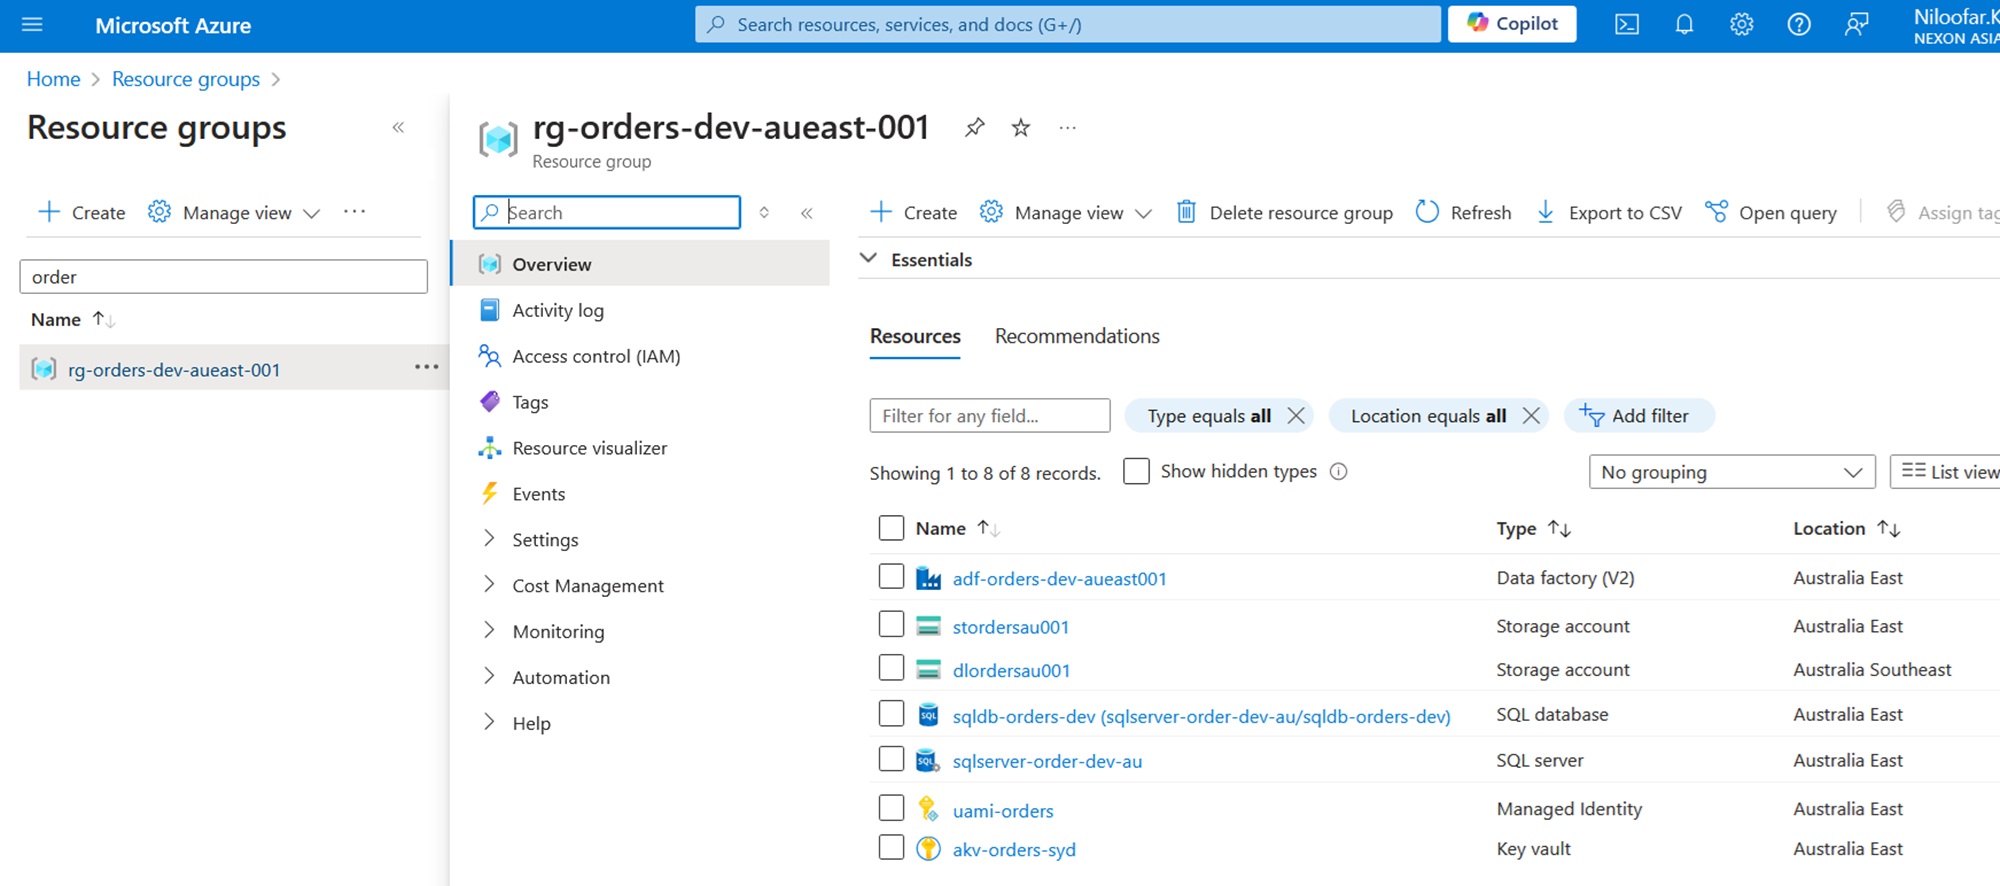 Microsoft Azure
Search resources, services, and docs (G+/)
Copilot
Niloofar.K
NEXON ASIA
Home > Resource groups >
Resource groups
«
rg-orders-dev-aueast-001
...
Resource group
+ Create Manage view ...
Search
«
+ Create Manage view Delete resource group Refresh Export to CSV Open query Assign tag
order
Name ↑↓
rg-orders-dev-aueast-001 ...
Overview
Activity log
Access control (IAM)
Tags
Resource visualizer
Events
Settings
Cost Management
Monitoring
Automation
Help
Essentials
Resources Recommendations
Filter for any field...
Type equals all
Location equals all
Add filter
Showing 1 to 8 of 8 records.
Show hidden types
No grouping
List view
Name ↑↓ Type ↑↓ Location ↑↓
adf-orders-dev-aueast001 Data factory (V2) Australia East
stordersau001 Storage account Australia East
dlordersau001 Storage account Australia Southeast
SQL sqldb-orders-dev (sqlserver-order-dev-au/sqldb-orders-dev) SQL database Australia East
SQL sqlserver-order-dev-au SQL server Australia East
uami-orders Managed Identity Australia East
akv-orders-syd Key vault Australia East